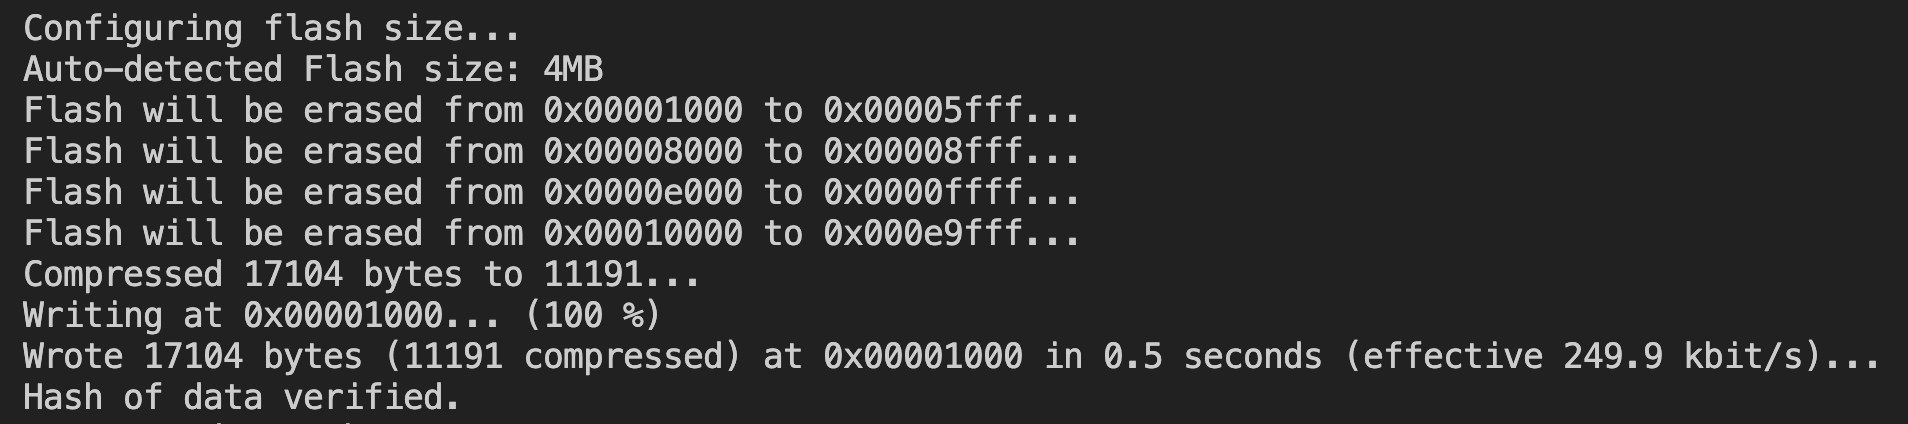 Configuring flash size...
Auto-detected Flash size: 4MB
Flash will be erased from 0x00001000 to 0x00005fff...
Flash will be erased from 0x00008000 to 0x00008fff...
Flash will be erased from 0x0000e000 to 0x0000ffff...
Flash will be erased from 0x00010000 to 0x000e9fff...
Compressed 17104 bytes to 11191...
Writing at 0x00001000... (100 %)
Wrote 17104 bytes (11191 compressed) at 0x00001000 in 0.5 seconds (effective 249.9 kbit/s)...
Hash of data verified.